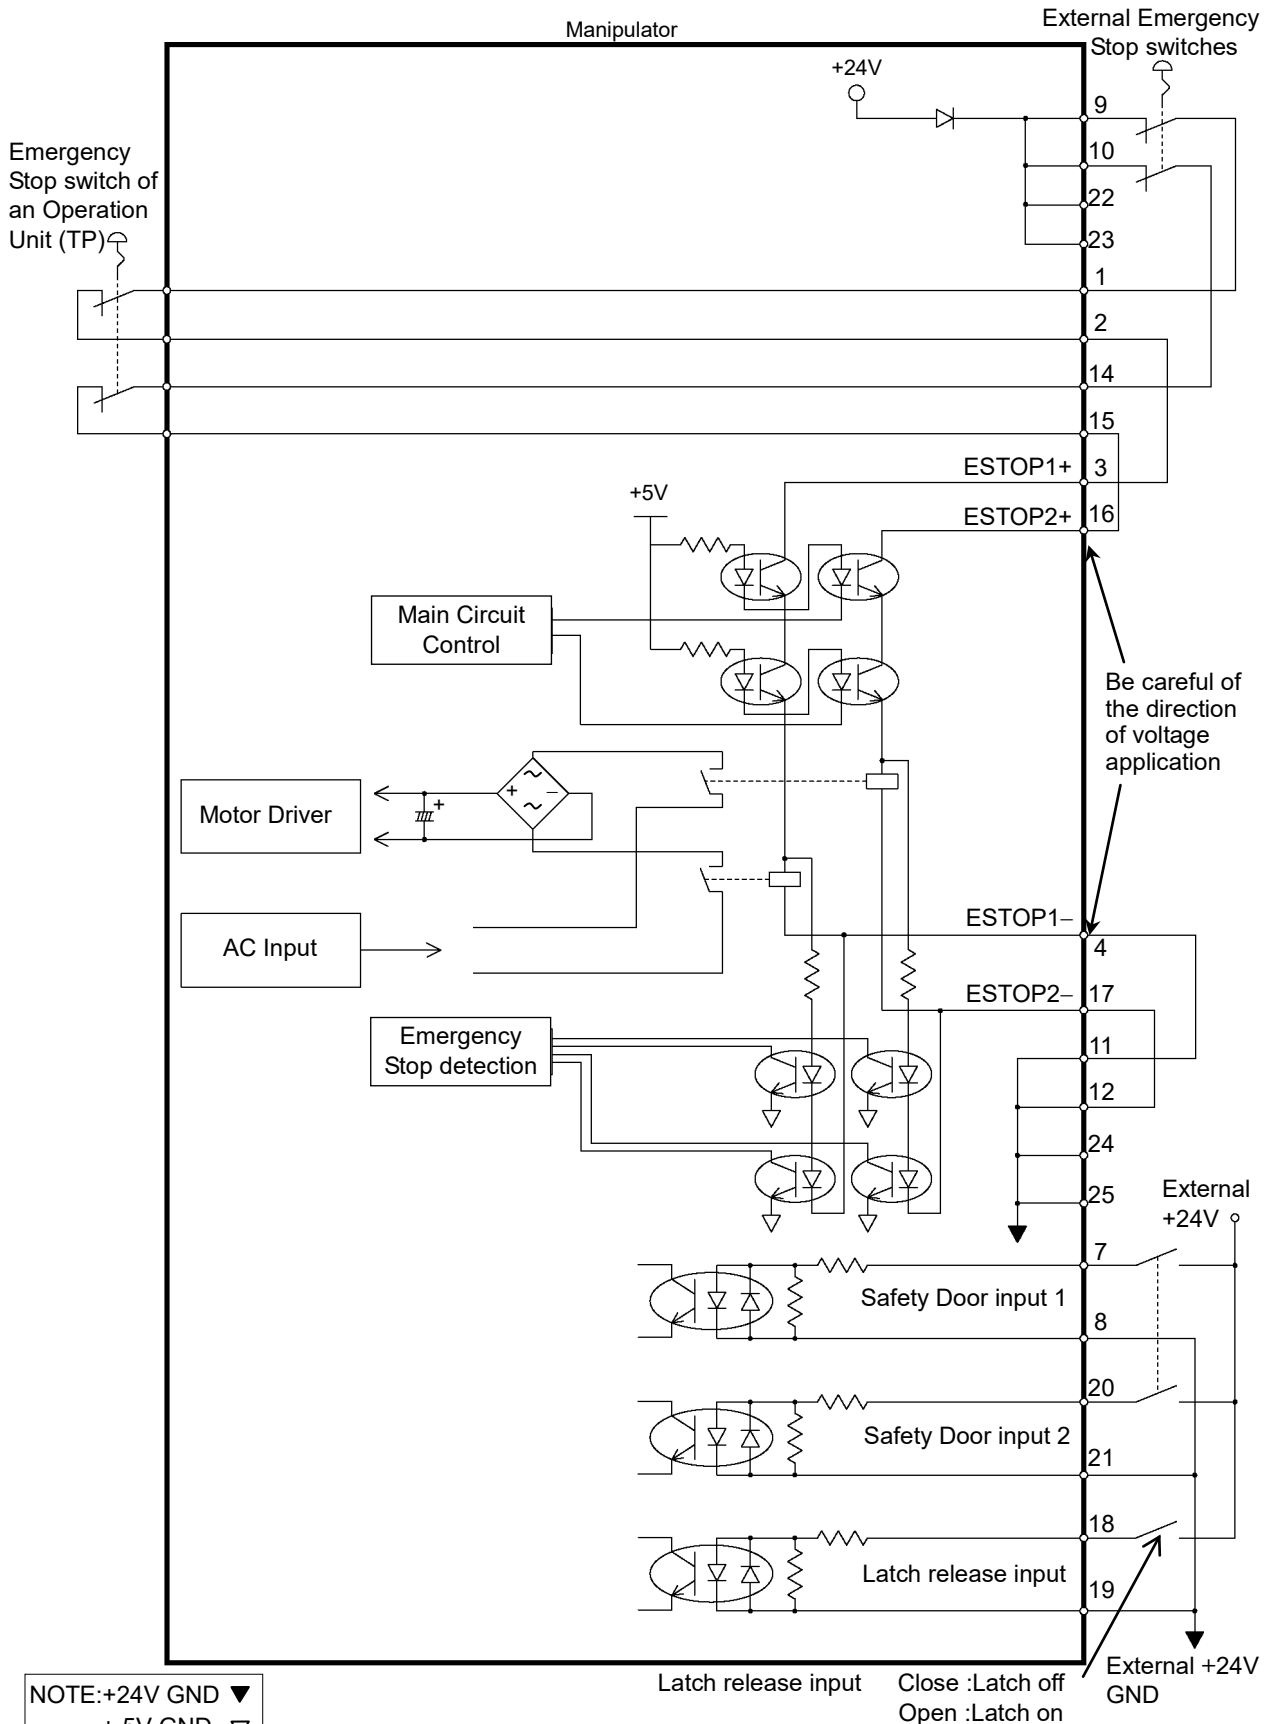 Manipulator
External Emergency
Stop switches
+24V
9
10
22
23
Emergency
Stop switch of
an Operation
Unit (TP)
1
2
14
15
ESTOP1+ 3
+5V
ESTOP2+ 16
Main Circuit
Control
Be careful of
the direction
of voltage
application
Motor Driver
+ −
+
AC Input
ESTOP1−
4
ESTOP2− 17
Emergency
Stop detection
11
12
24
25
External
+24V
7
Safety Door input 1
8
20
Safety Door input 2
21
18
Latch release input
19
External +24V
GND
Latch release input Close :Latch off
Open :Latch on
NOTE:+24V GND ▼
+ 5V GND ▽